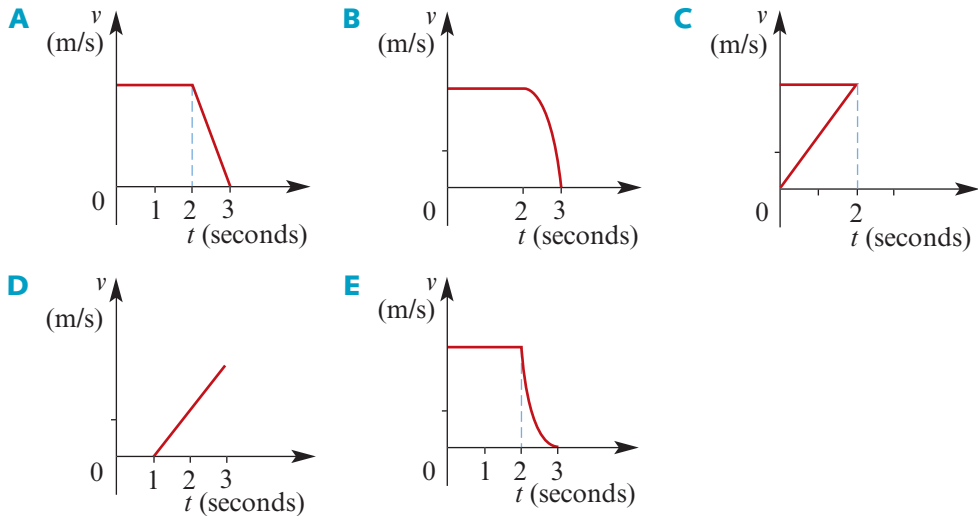 A
v
(m/s)
0
1 2 3
t (seconds)
B
v
(m/s)
0
2 3
t (seconds)
C
v
(m/s)
0
2
t (seconds)
D
v
(m/s)
0
1 2 3
t (seconds)
E
v
(m/s)
0
1 2 3
t (seconds)